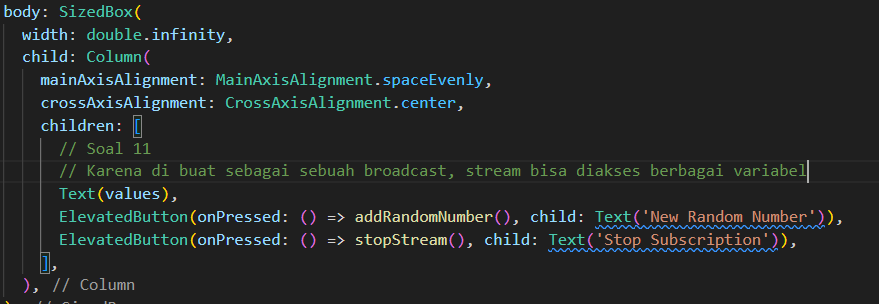 body: SizedBox(
width: double.infinity,
child: Column(
mainAxisAlignment: MainAxisAlignment.spaceEvenly,
crossAxisAlignment: CrossAxisAlignment.center,
children: [
// Soal 11
// Karena di buat sebagai sebuah broadcast, stream bisa diakses berbagai variabel
Text(values),
ElevatedButton(onPressed: () => addRandomNumber(), child: Text('New Random Number')),
ElevatedButton(onPressed: () => stopStream(), child: Text('Stop Subscription')),
],
), // Column